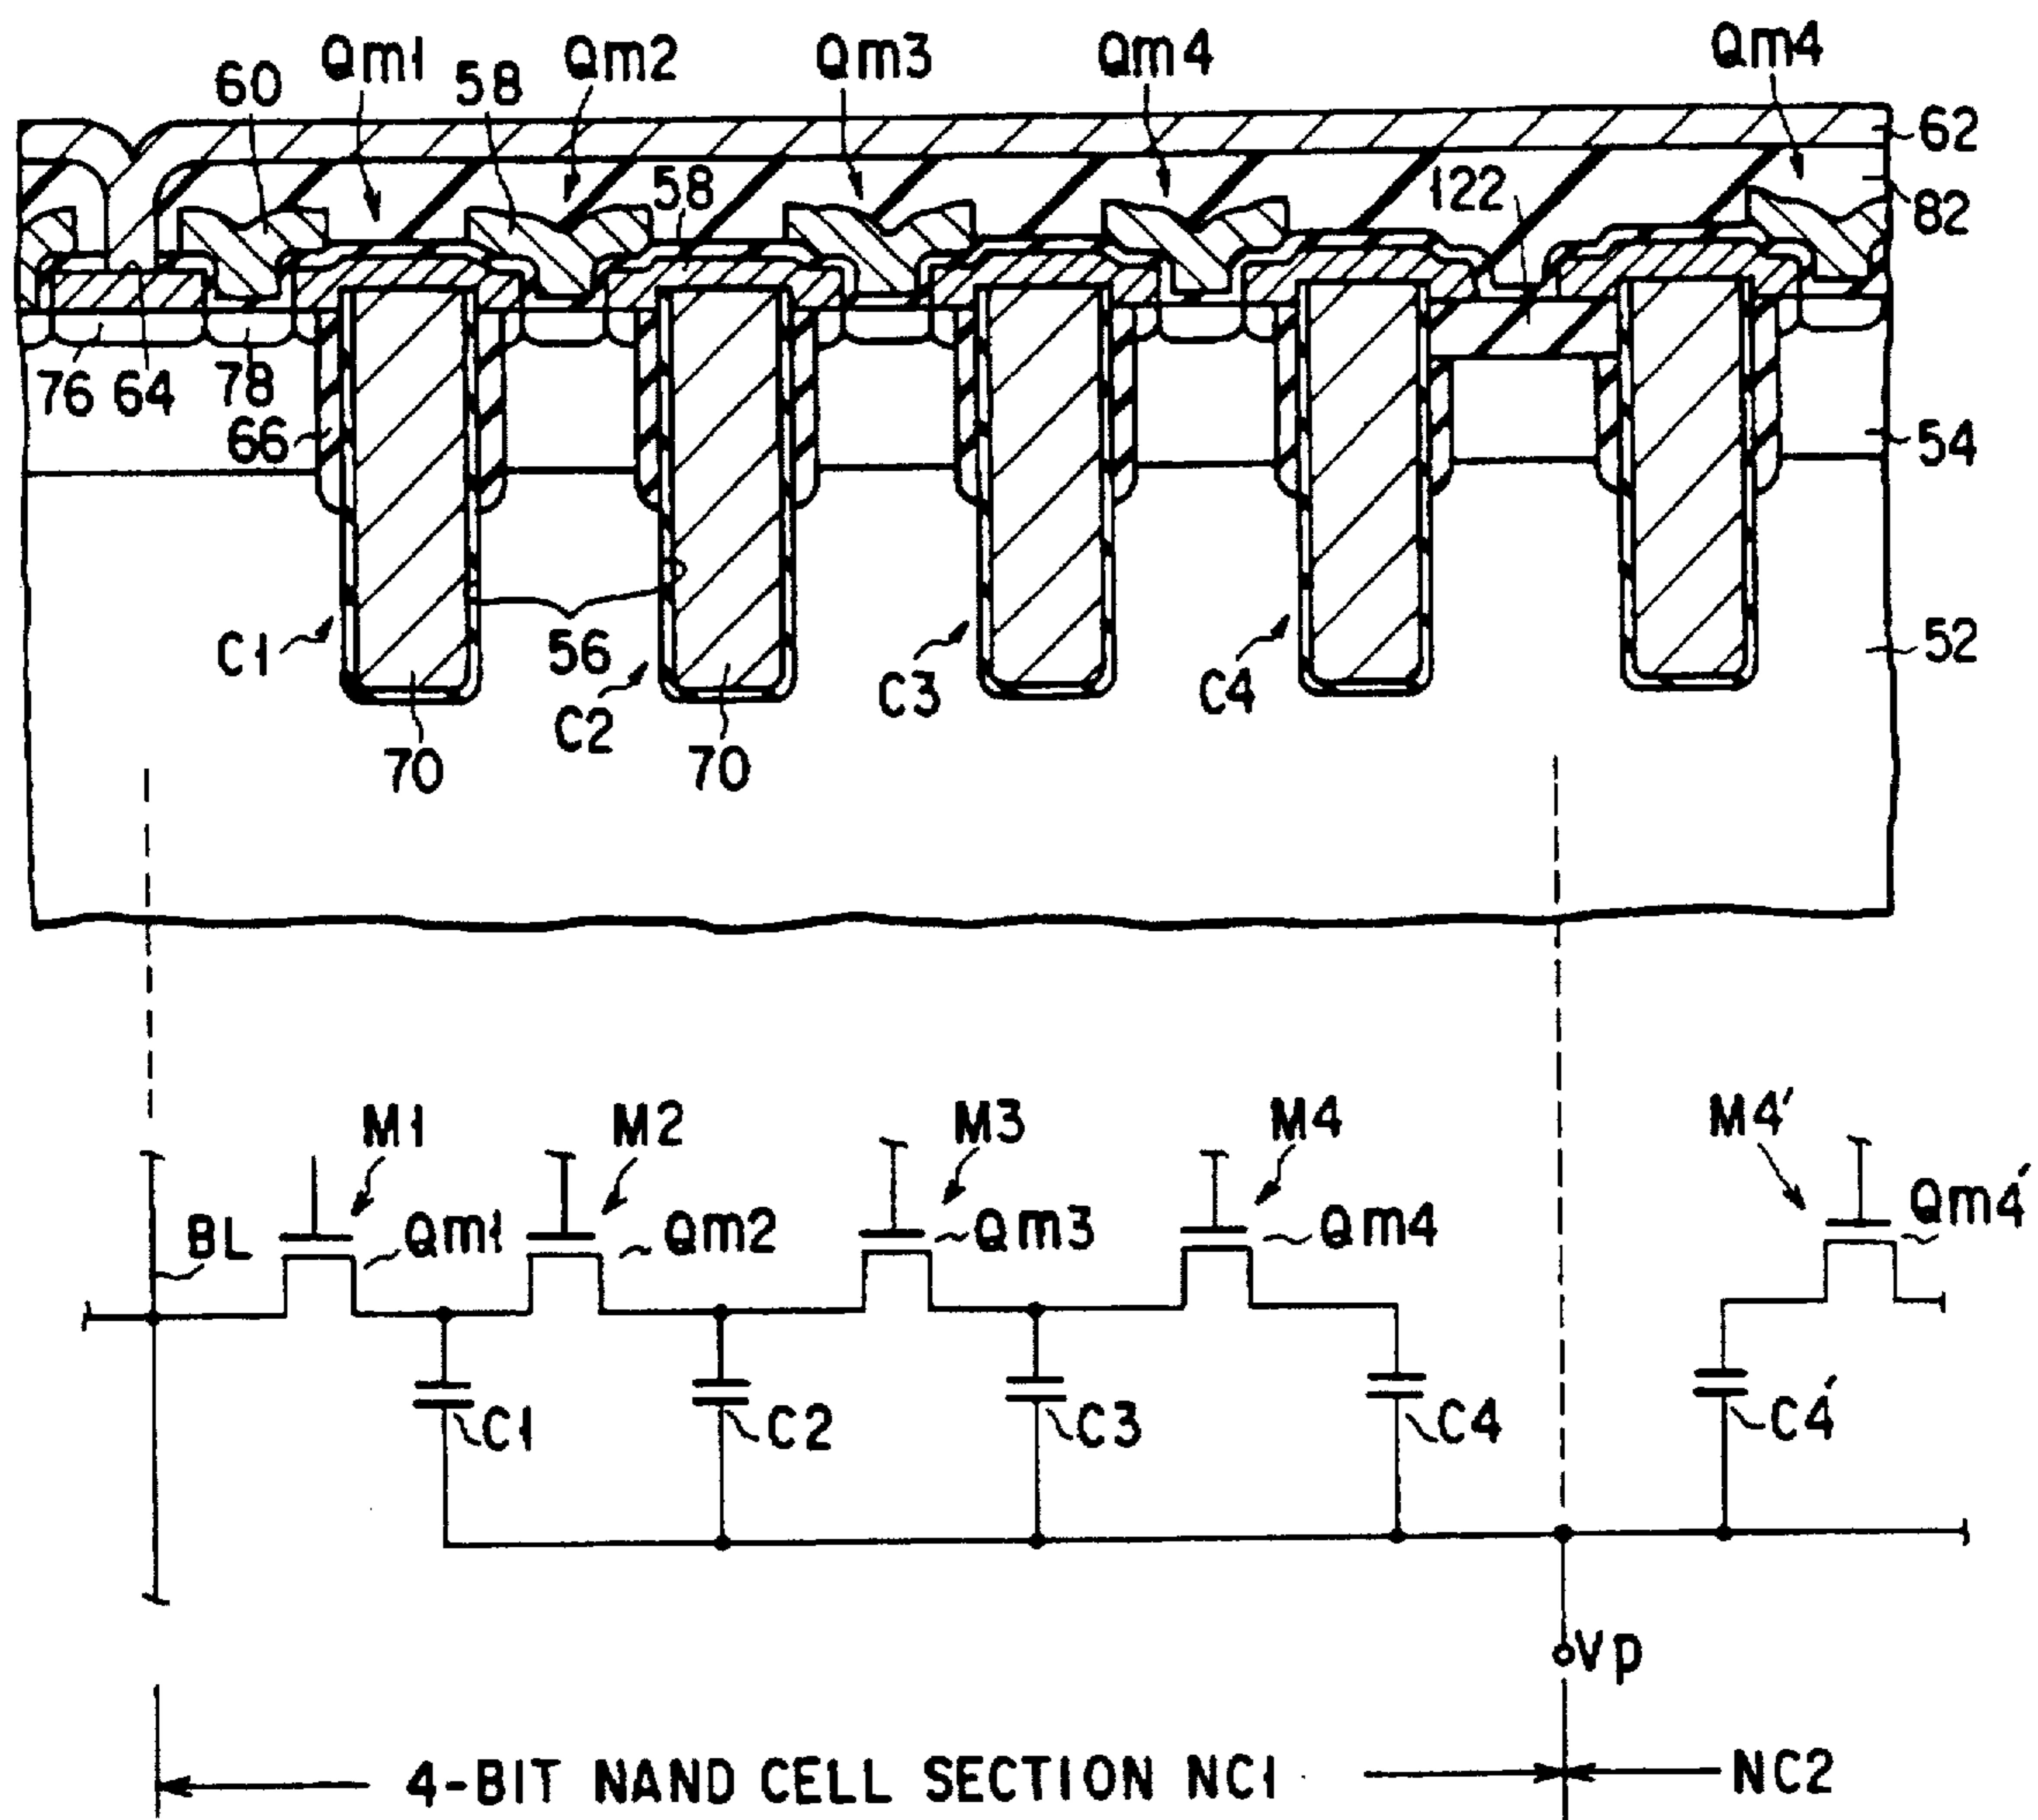 Qm1
Qm2
Qm3
Qm4
Qm4
60
58
62
58
122
82
76
64
78
66
54
C1
56
C2
C3
C4
52
70
70
M1
M2
M3
M4
M4'
BL
Qm1
Qm2
Qm3
Qm4
Qm4'
C1
C2
C3
C4
C4'
Vp
4-BIT NAND CELL SECTION NC1
NC2